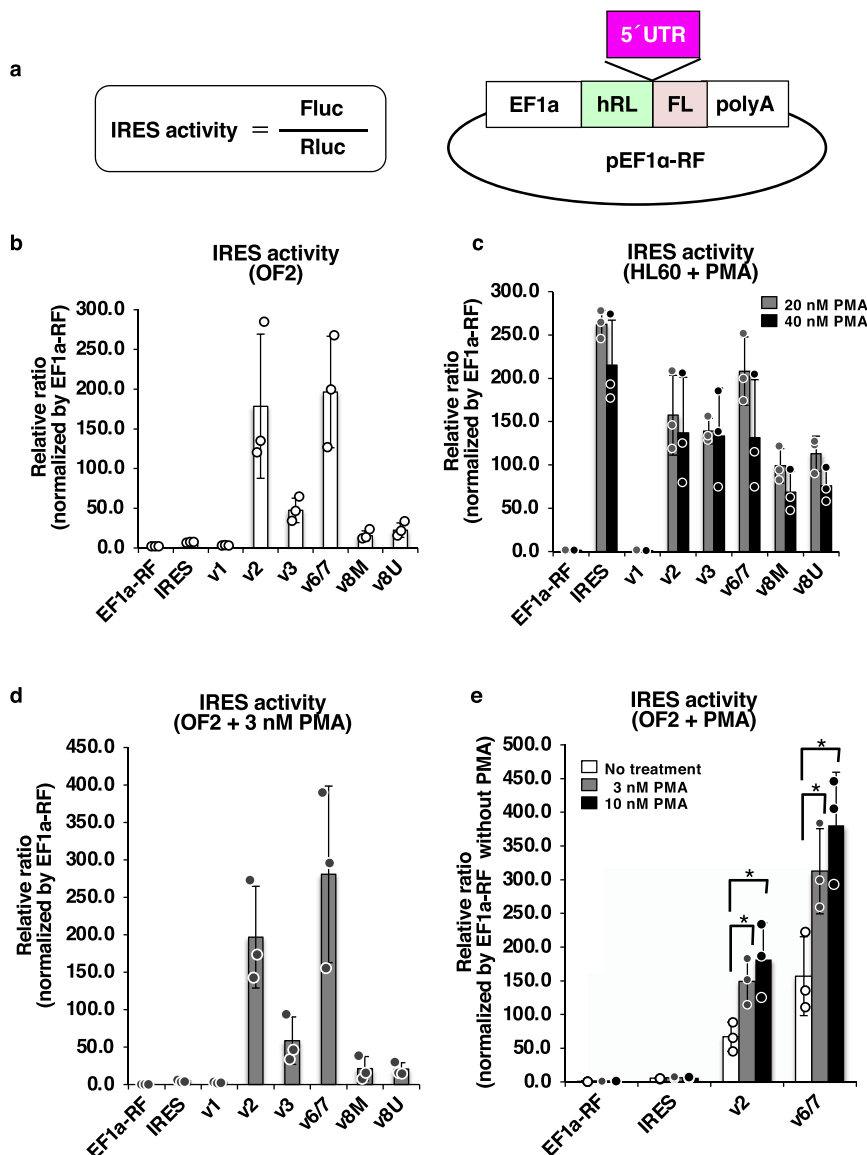 a
IRES activity = Fluc
Rluc
5´UTR
EF1a hRL FL polyA
pEF1α-RF
b
IRES activity
(OF2)
Relative ratio
(normalized by EF1a-RF)
300.0
250.0
200.0
150.0
100.0
50.0
0.0
EF1a-RF
IRES
v1
v2
v3
v6/7
v8M
v8U
c
IRES activity
(HL60 + PMA)
20 nM PMA
40 nM PMA
Relative ratio
(normalized by EF1a-RF)
300.0
250.0
200.0
150.0
100.0
50.0
0.0
EF1a-RF
IRES
v1
v2
v3
v6/7
v8M
v8U
d
IRES activity
(OF2 + 3 nM PMA)
Relative ratio
(normalized by EF1a-RF)
450.0
400.0
350.0
300.0
250.0
200.0
150.0
100.0
50.0
0.0
EF1a-RF
IRES
v1
v2
v3
v6/7
v8M
v8U
e
IRES activity
(OF2 + PMA)
No treatment
3 nM PMA
10 nM PMA
Relative ratio
(normalized by EF1a-RF without PMA)
500.0
450.0
400.0
350.0
300.0
250.0
200.0
150.0
100.0
50.0
0.0
*
*
*
*
EF1a-RF
IRES
v2
v6/7